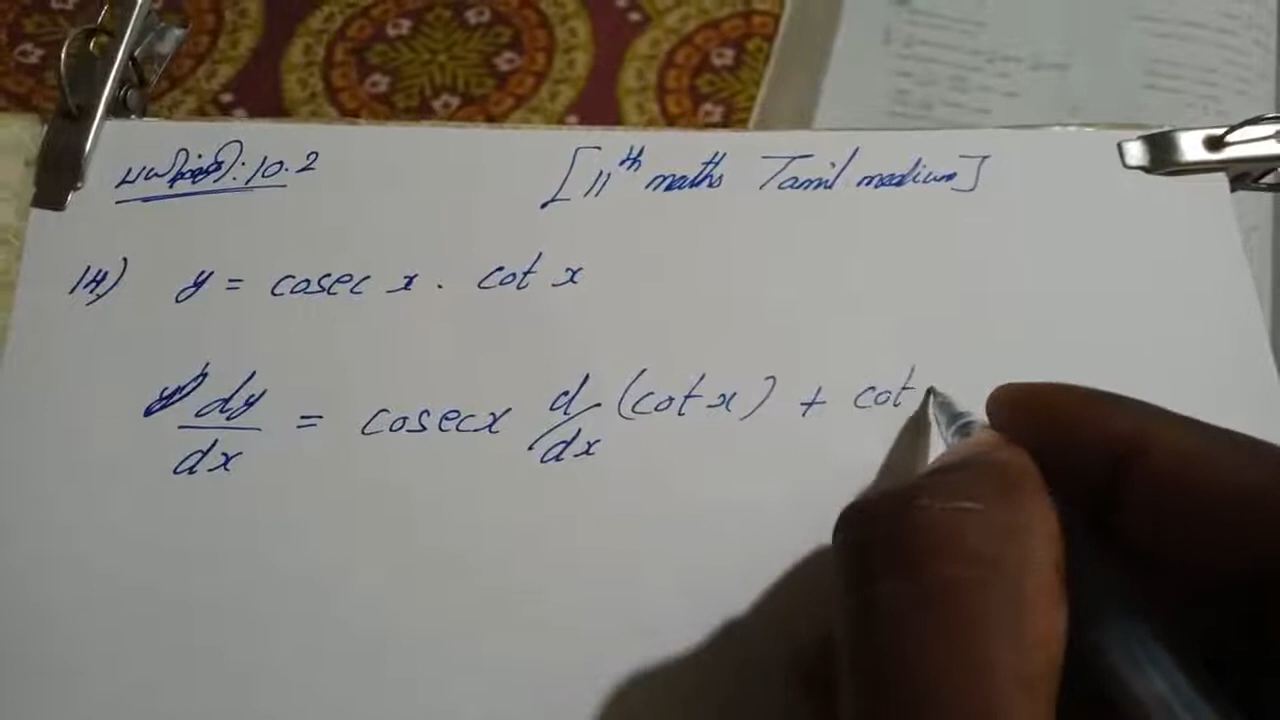 பயிற்சி: 10.2 [11th maths Tamil medium]
14) y = cosec x . cot x
dy/dx = cosecx d/dx (cot x) + cot